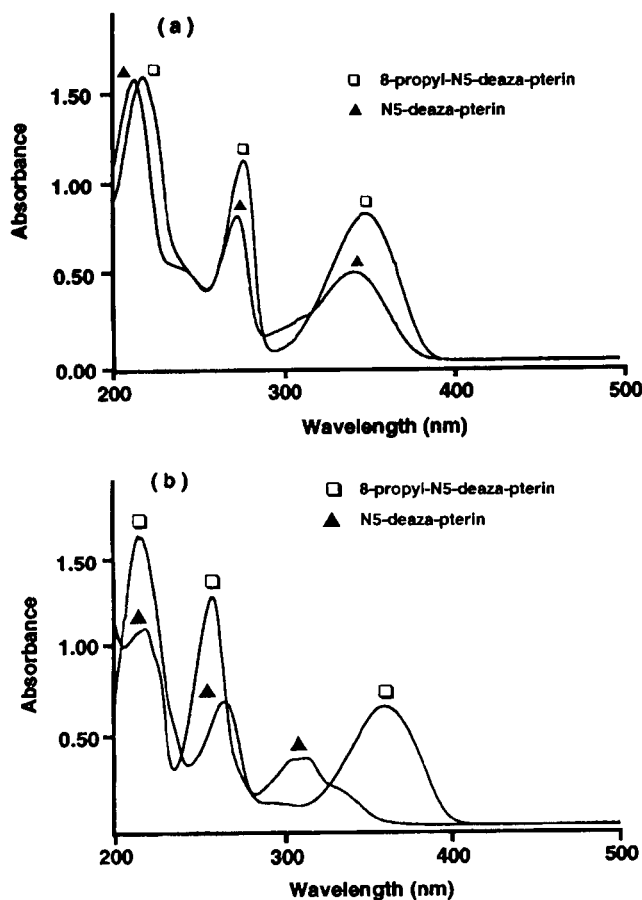 (a)
8-propyl-N5-deaza-pterin
N5-deaza-pterin
Absorbance
1.50
1.00
0.50
0.00
200
300
400
500
Wavelength (nm)
(b)
8-propyl-N5-deaza-pterin
N5-deaza-pterin
Absorbance
1.50
1.00
0.50
200
300
400
500
Wavelength (nm)